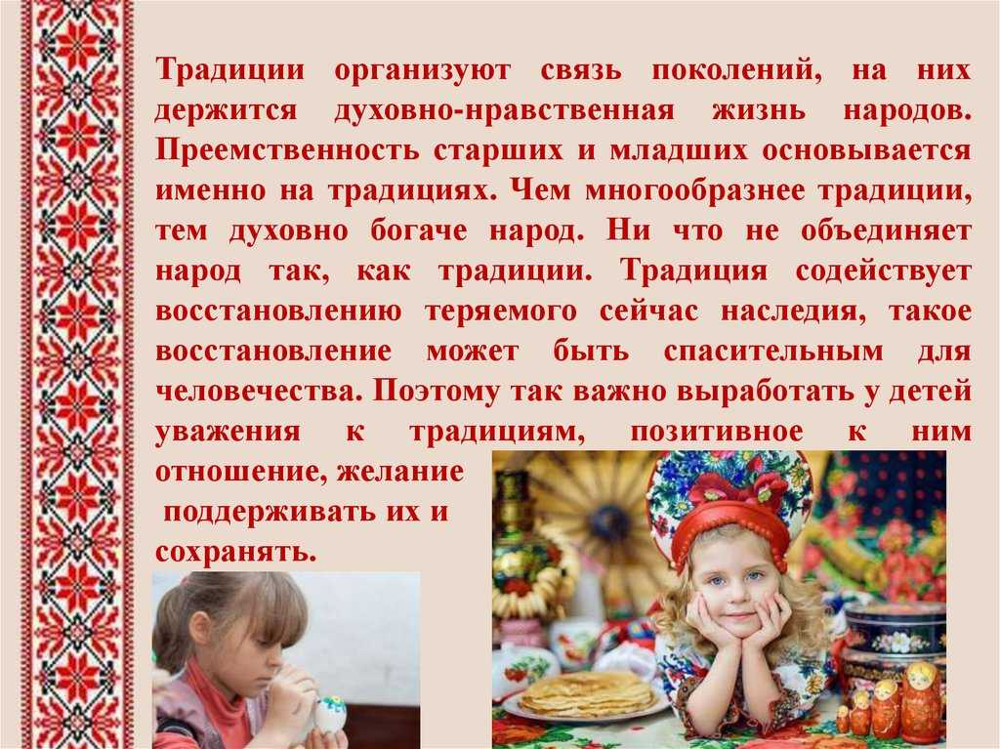 Традиции организуют связь поколений, на них
держится духовно-нравственная жизнь народов.
Преемственность старших и младших основывается
именно на традициях. Чем многообразнее традиции,
тем духовно богаче народ. Ни что не объединяет
народ так, как традиции. Традиция содействует
восстановлению теряемого сейчас наследия, такое
восстановление может быть спасительным для
человечества. Поэтому так важно выработать у детей
уважения к традициям, позитивное к ним
отношение, желание
поддерживать их и
сохранять.